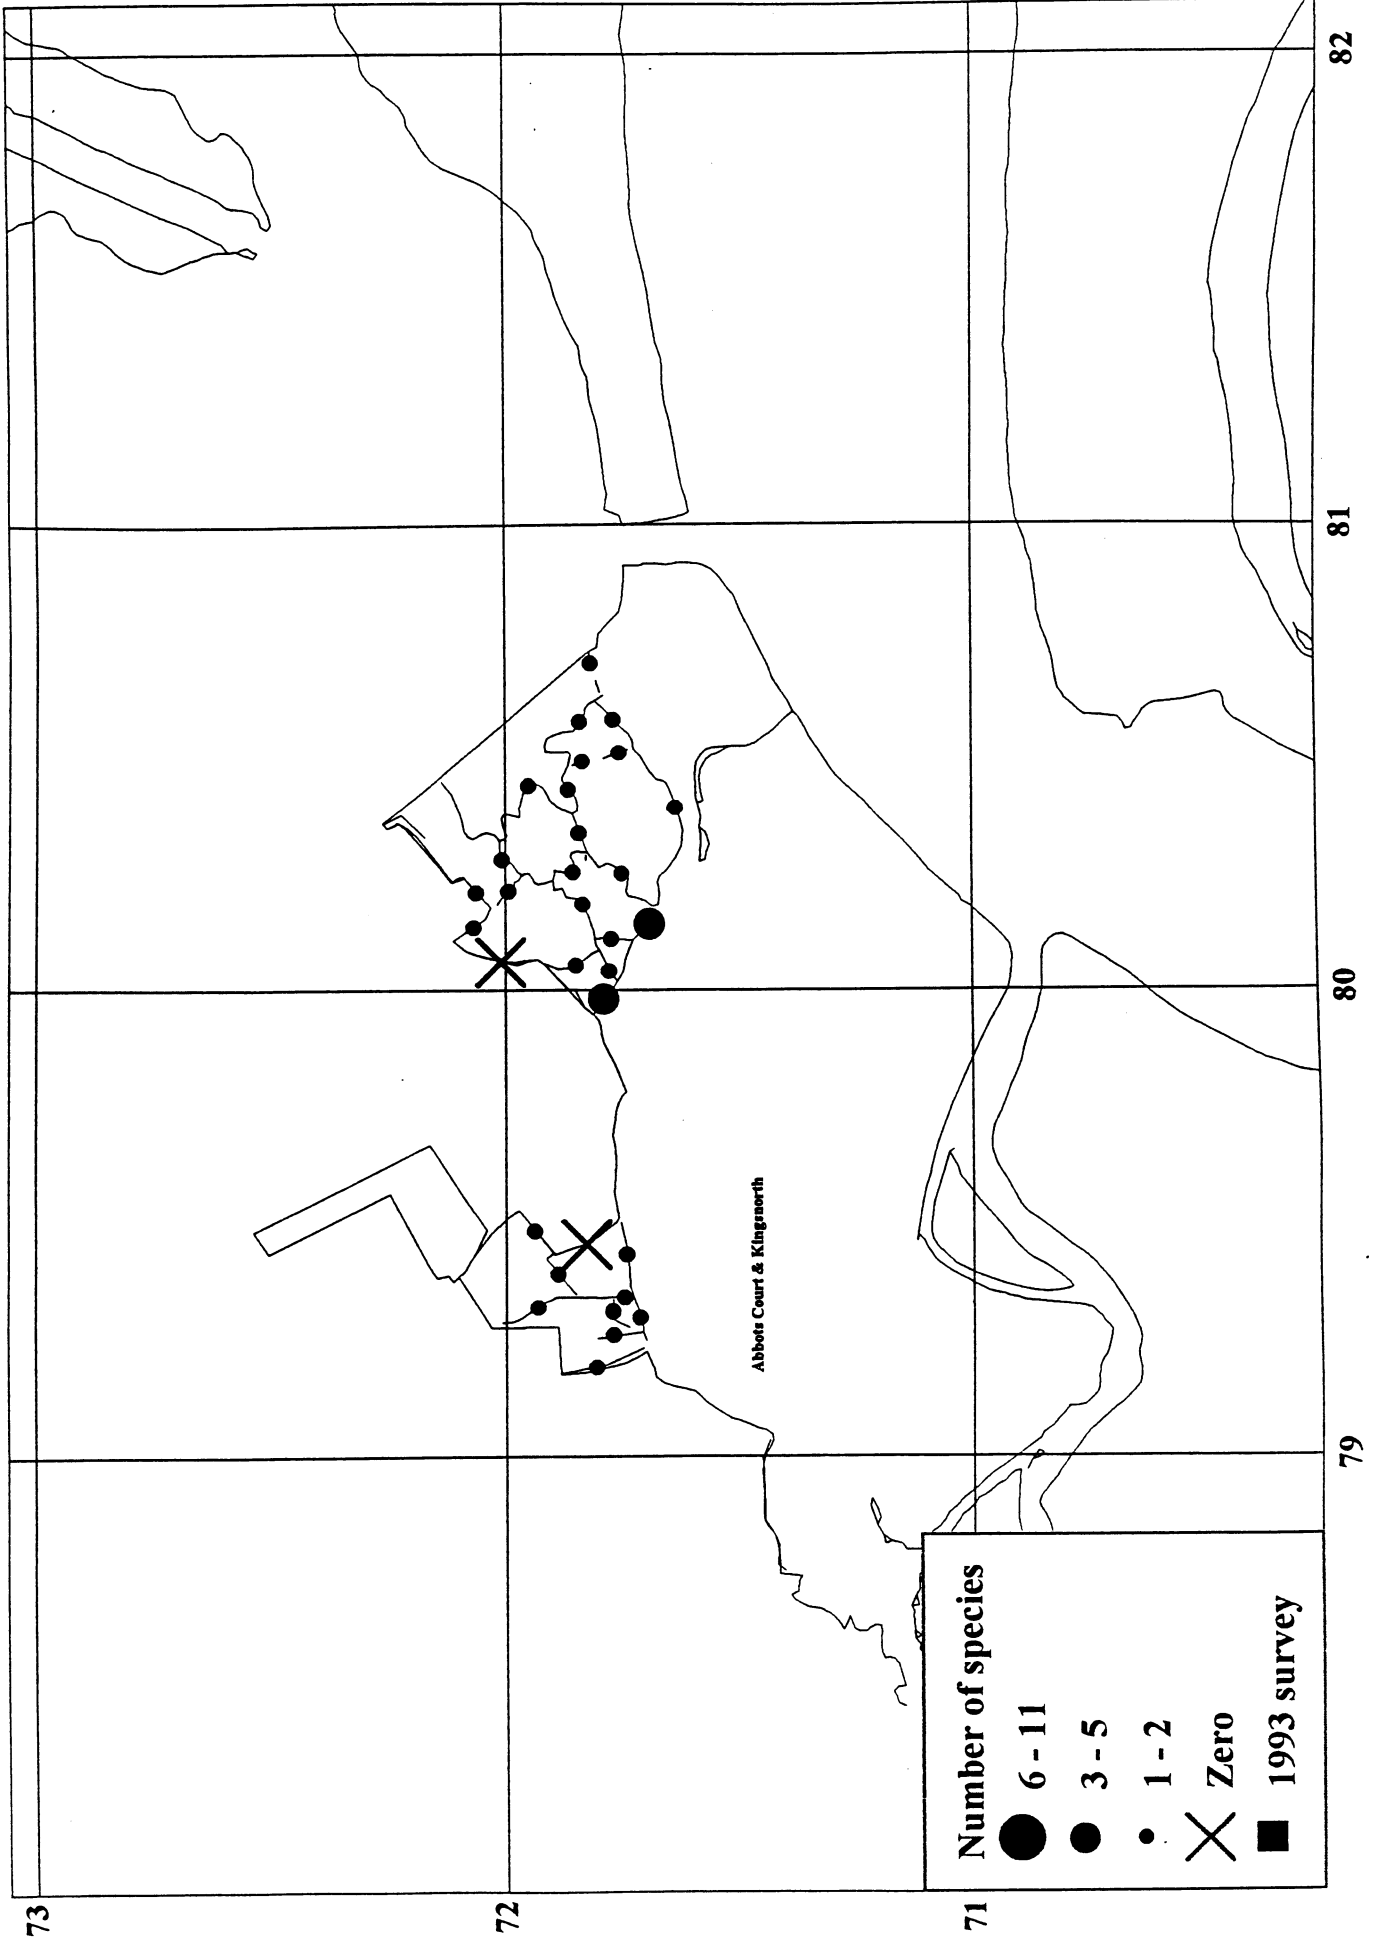 73
72
71
Abbots Court & Kingsnorth
Number of species
6 - 11
3 - 5
1 - 2
Zero
1993 survey
79
80
81
82